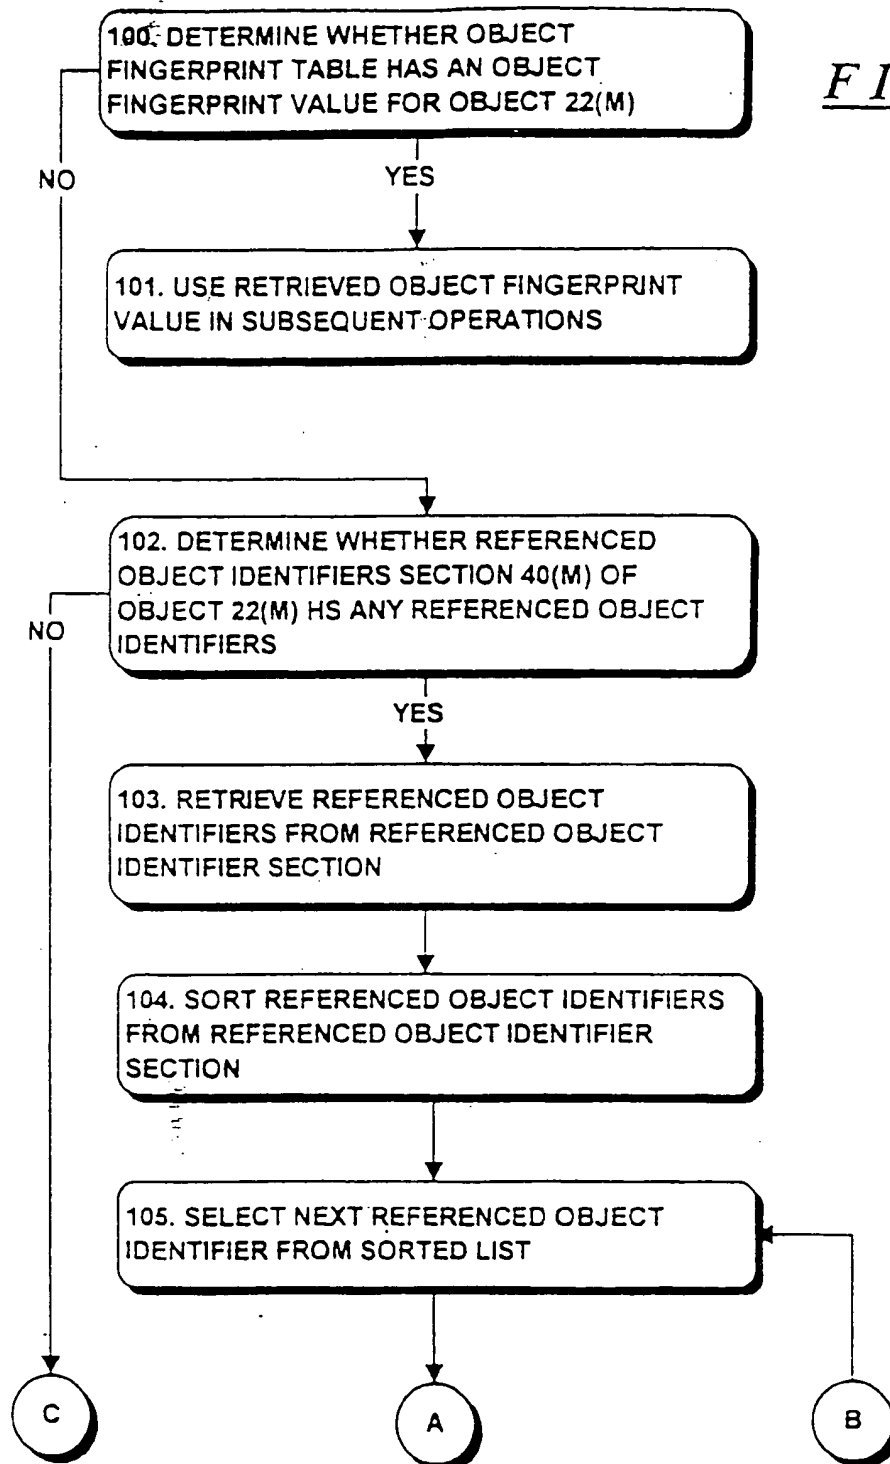 100. DETERMINE WHETHER OBJECT
FINGERPRINT TABLE HAS AN OBJECT
FINGERPRINT VALUE FOR OBJECT 22(M)
F I
NO
YES
101. USE RETRIEVED OBJECT FINGERPRINT
VALUE IN SUBSEQUENT OPERATIONS
102. DETERMINE WHETHER REFERENCED
OBJECT IDENTIFIERS SECTION 40(M) OF
OBJECT 22(M) HS ANY REFERENCED OBJECT
IDENTIFIERS
NO
YES
103. RETRIEVE REFERENCED OBJECT
IDENTIFIERS FROM REFERENCED OBJECT
IDENTIFIER SECTION
104. SORT REFERENCED OBJECT IDENTIFIERS
FROM REFERENCED OBJECT IDENTIFIER
SECTION
105. SELECT NEXT REFERENCED OBJECT
IDENTIFIER FROM SORTED LIST
C
A
B